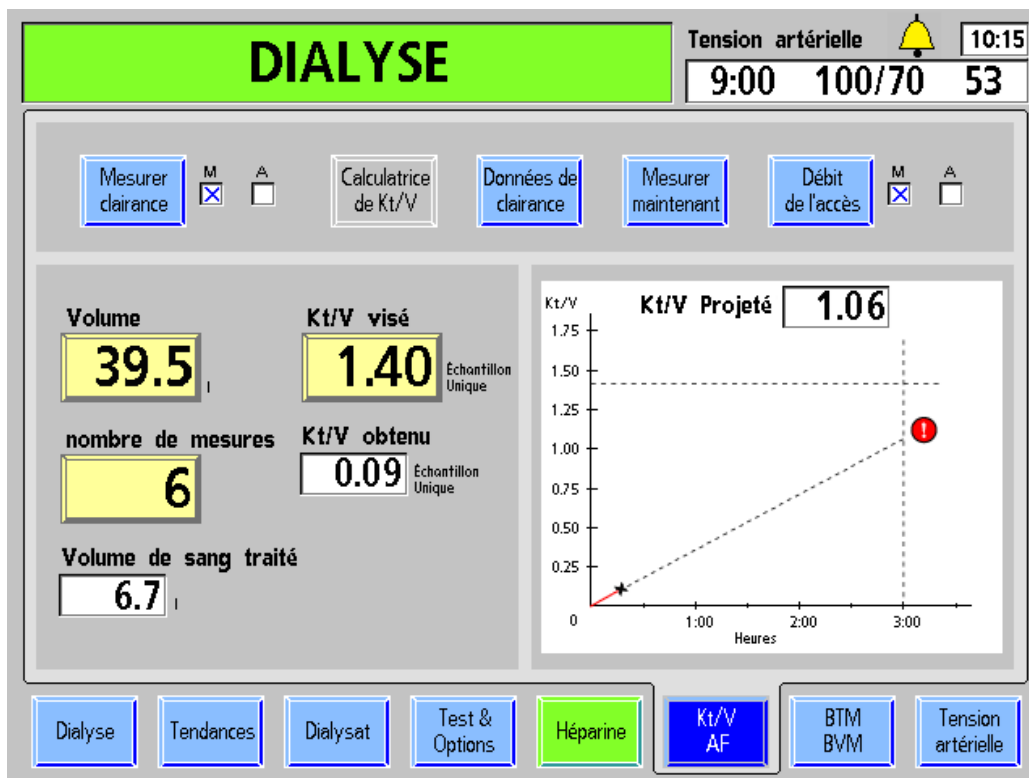 DIALYSE
Tension artérielle
10:15
9:00 100/70 53
Mesurer
clairance
M A
Calculatrice
de Kt/V
Données de
clairance
Mesurer
maintenant
Débit
de l'accès
M A
Volume
39.5 l
Kt/V visé
1.40
Échantillon
Unique
nombre de mesures
6
Kt/V obtenu
0.09
Échantillon
Unique
Volume de sang traité
6.7 l
Kt/V
Kt/V Projeté 1.06
1.75
1.50
1.25
1.00
0.75
0.50
0.25
0 1:00 2:00 3:00
Heures
Dialyse
Tendances
Dialysat
Test &
Options
Héparine
Kt/V
AF
BTM
BVM
Tension
artérielle